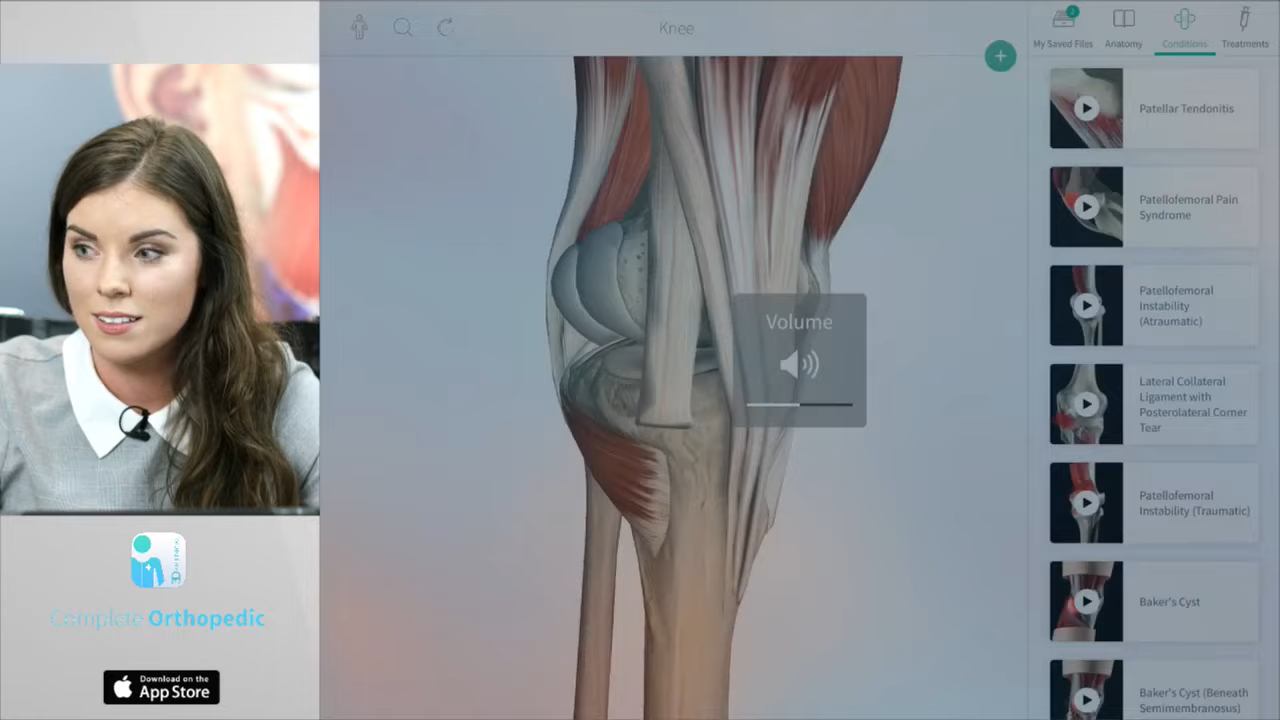 Knee
My Saved Files
2
Anatomy
Conditions
Treatments
Patellar Tendonitis
Patellofemoral Pain
Syndrome
Patellofemoral
Instability
(Atraumatic)
Volume
Lateral Collateral
Ligament with
Posterolateral Corner
Tear
Patellofemoral
Instability (Traumatic)
Baker's Cyst
Baker's Cyst (Beneath
Semimembranosus)
Complete Orthopedic
Download on the
App Store